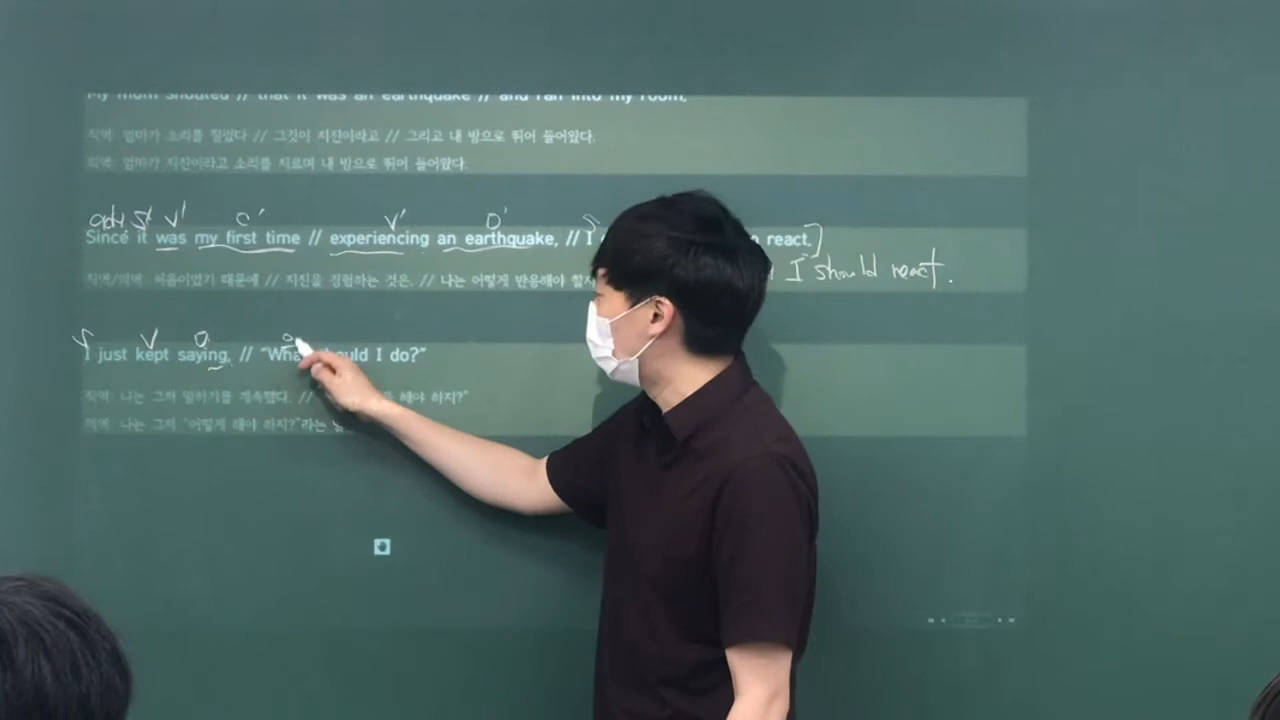 My mom shouted // that it was an earthquake // and ran into my room,
직역: 엄마가 소리를 질렀다 // 그것이 지진이라고 // 그리고 내 방으로 뛰어 들어왔다.
의역: 엄마가 지진이라고 소리를 지르며 내 방으로 뛰어 들어왔다.
S' V' C' V' O' S
Since it was my first time // experiencing an earthquake, // I react.]
I should react.
직역/의역: 처음이었기 때문에 // 지진을 경험하는 것은, // 나는 어떻게 반응해야
S V O
I just kept saying, // "What should I do?"
직역: 나는 그저 말하기를 계속했다. // 해야 하지?"
의역: 나는 그저 "어떻게 해야 하지?"라는